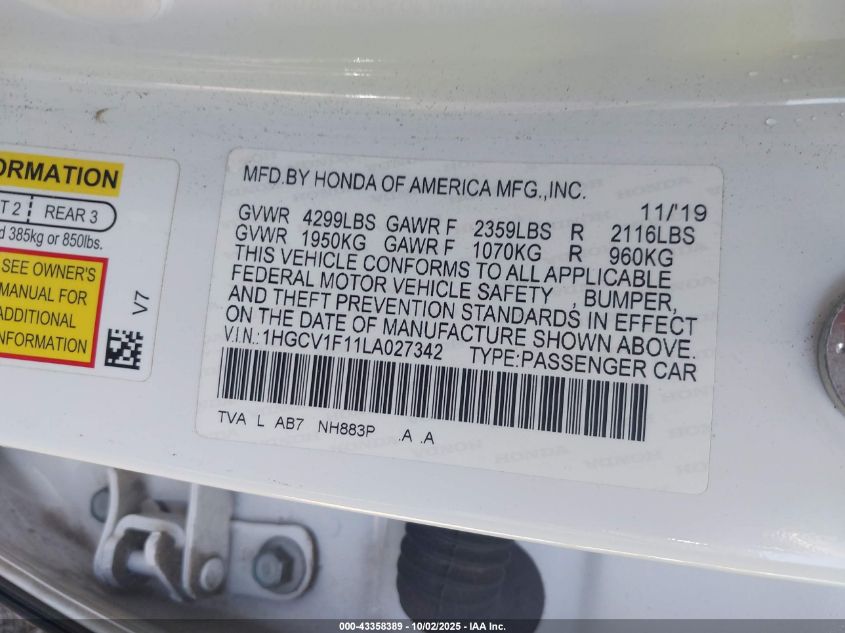 ORMATION
T 2 REAR 3
d 385kg or 850lbs.
SEE OWNER'S
MANUAL FOR
ADDITIONAL
INFORMATION
V7
MFD.BY HONDA OF AMERICA MFG.,INC.
11/'19
GVWR 4299LBS GAWR F 2359LBS R 2116LBS
GVWR 1950KG GAWR F 1070KG R 960KG
THIS VEHICLE CONFORMS TO ALL APPLICABLE
FEDERAL MOTOR VEHICLE SAFETY , BUMPER,
AND THEFT PREVENTION STANDARDS IN EFFECT
ON THE DATE OF MANUFACTURE SHOWN ABOVE.
V.I.N.:1HGCV1F11LA027342 TYPE:PASSENGER CAR
TVA L AB7 NH883P .A .A
000-43358389 - 10/02/2025 - IAA Inc.